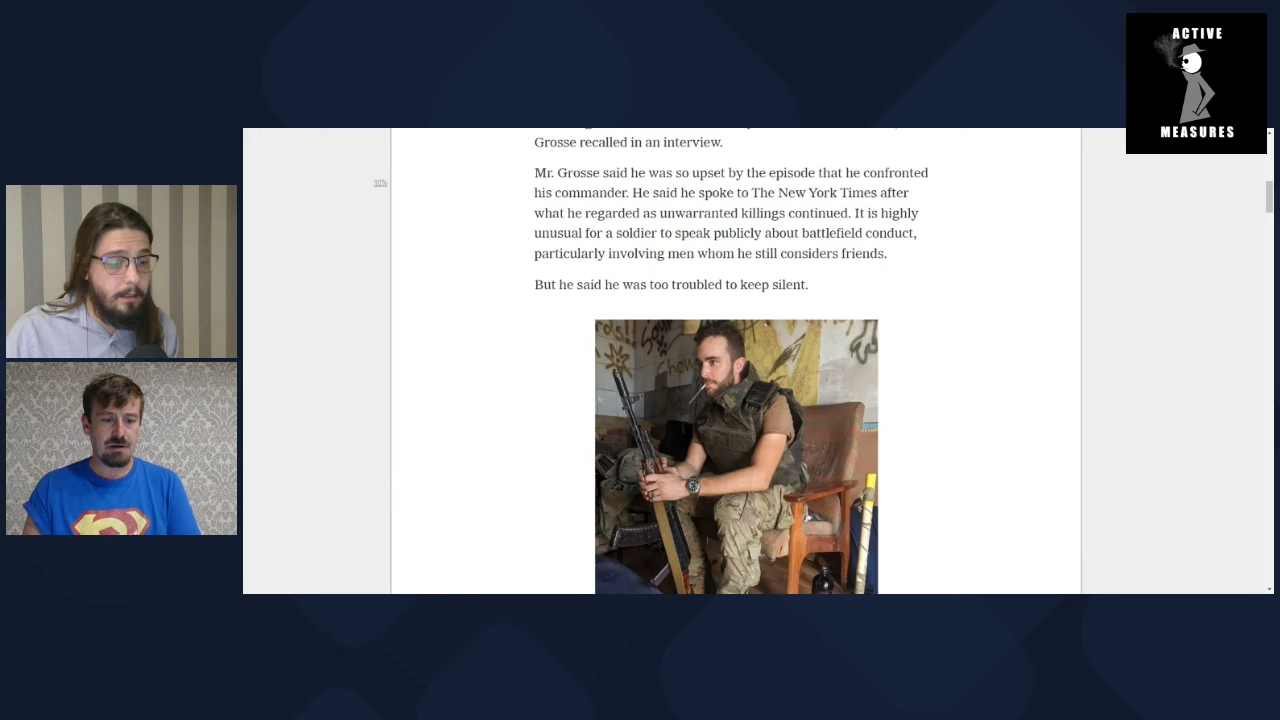 ACTIVE
MEASURES
Grosse recalled in an interview.
10%
Mr. Grosse said he was so upset by the episode that he confronted
his commander. He said he spoke to The New York Times after
what he regarded as unwarranted killings continued. It is highly
unusual for a soldier to speak publicly about battlefield conduct,
particularly involving men whom he still considers friends.
But he said he was too troubled to keep silent.